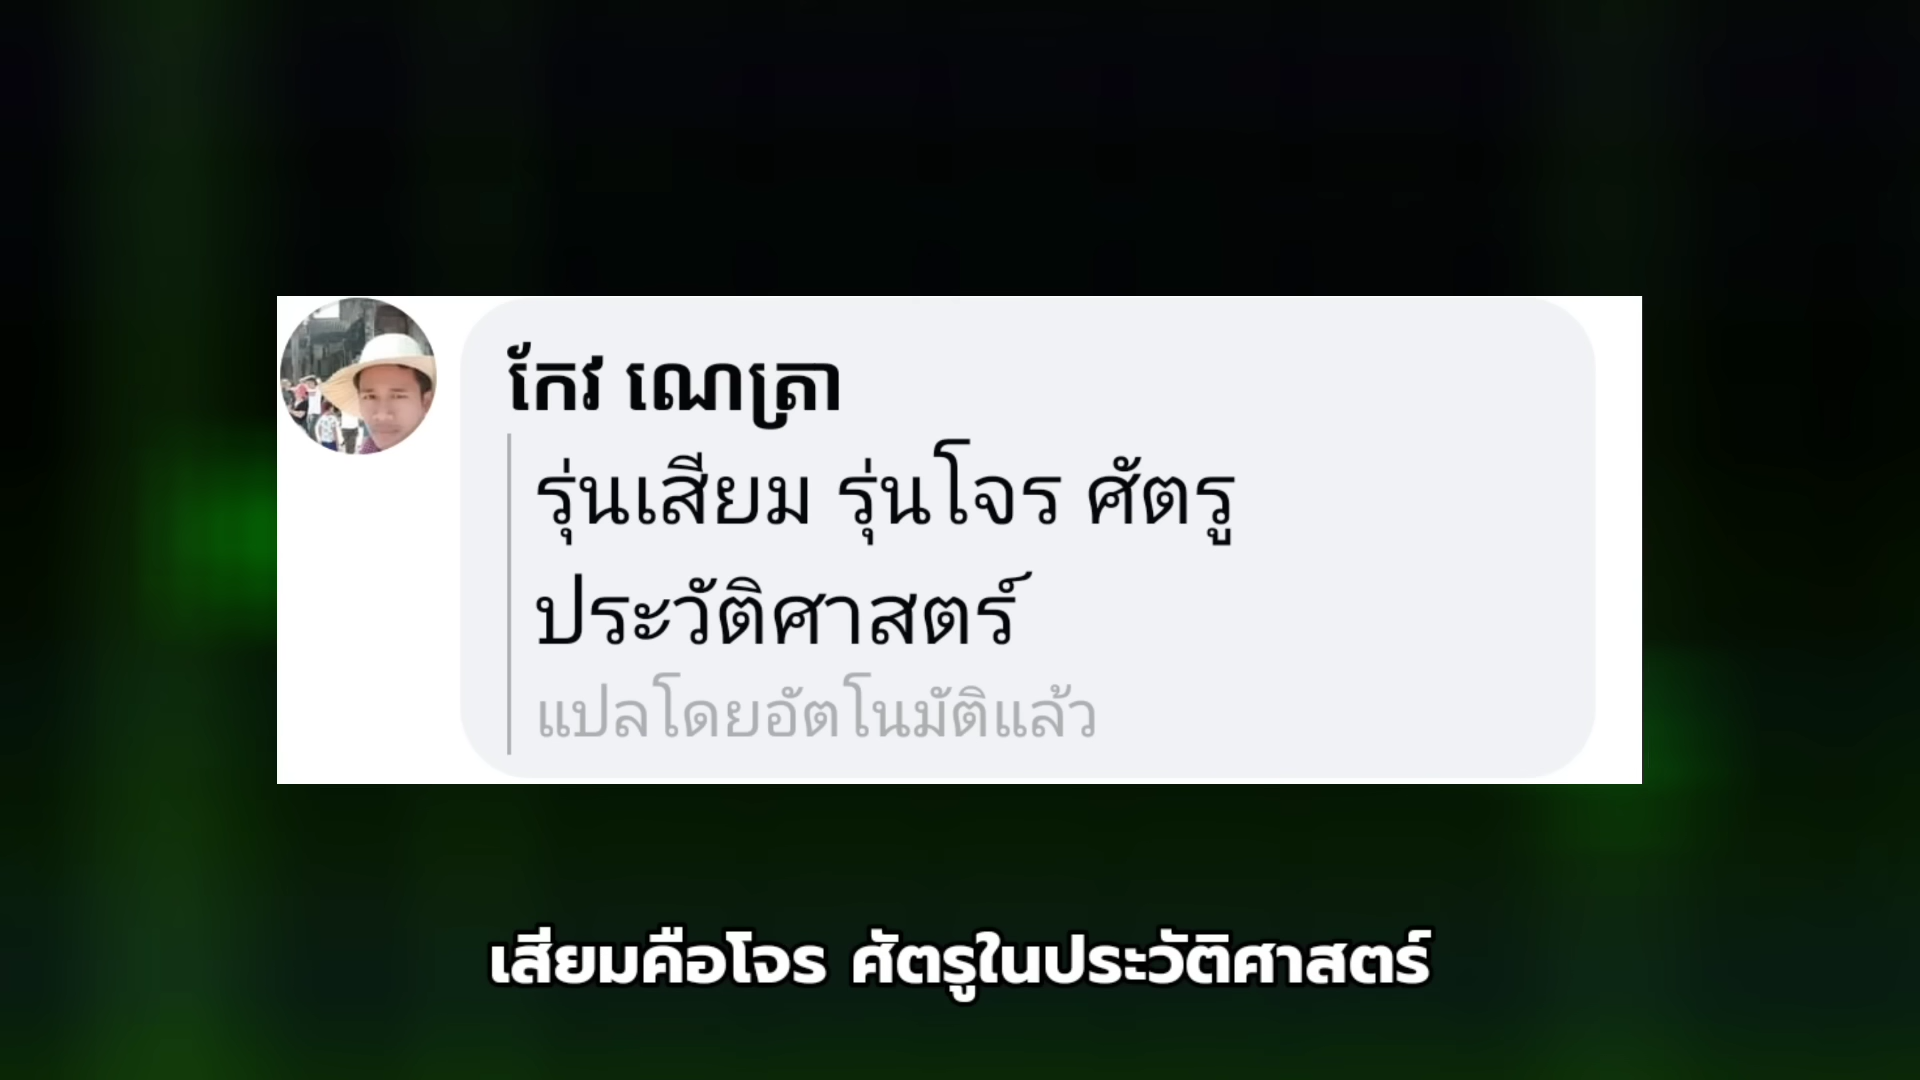 កែវ ណេត្រា
รุ่นเสียม รุ่นโจร ศัตรู
ประวัติศาสตร์
แปลโดยอัตโนมัติแล้ว
เสียมคือโจร ศัตรูในประวัติศาสตร์